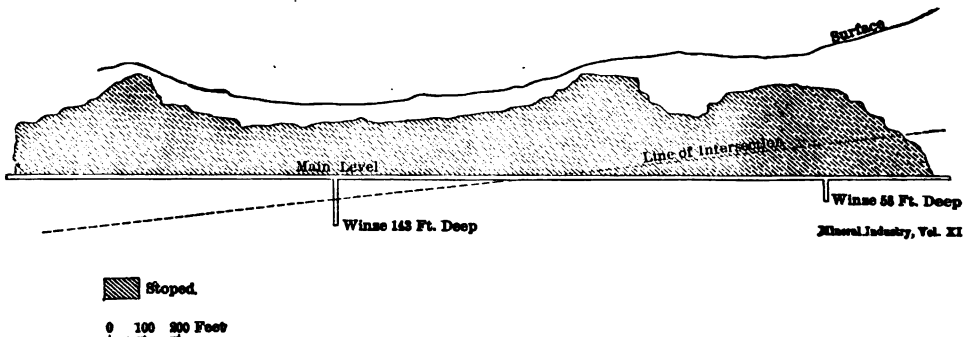 Surface
Line of Intersection
Main Level
Winze 143 Ft. Deep
Winze 58 Ft. Deep
Mineral Industry, Vol. XI
Stoped.
0 100 200 Feet